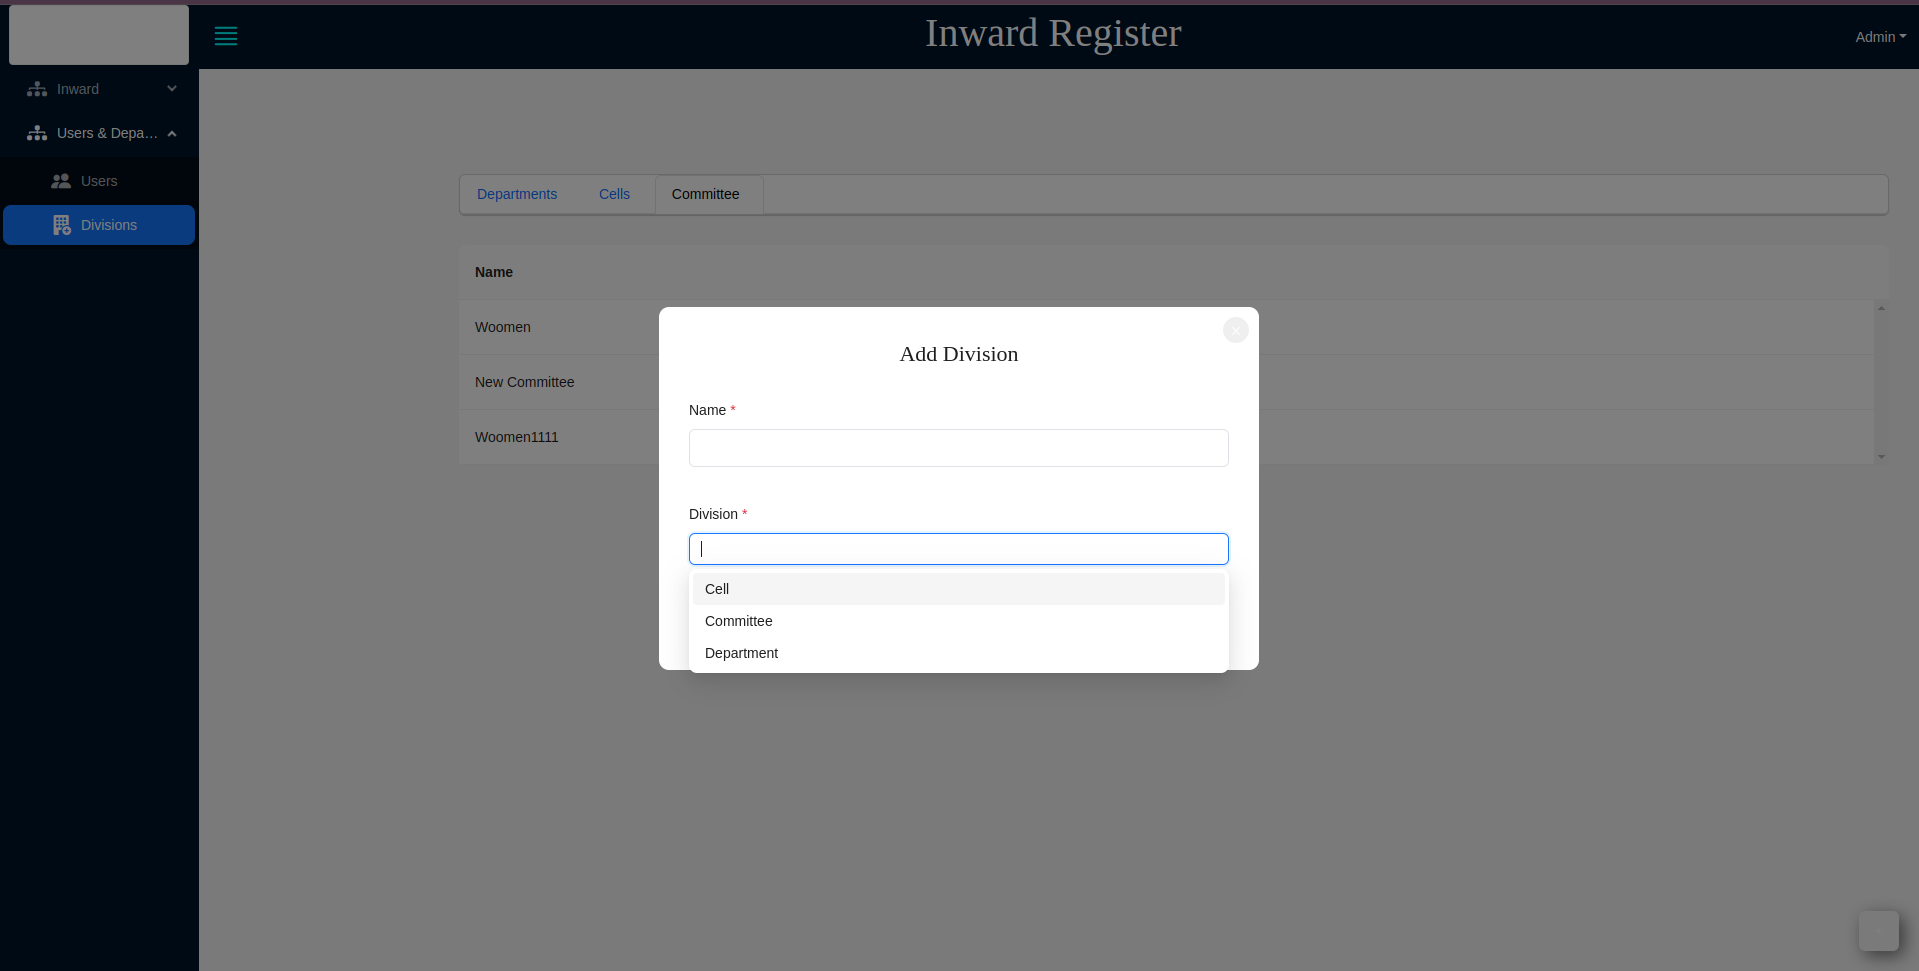 Inward Register
Admin
Inward
Users & Depa...
Users
Divisions
Departments
Cells
Committee
Name
Woomen
New Committee
Woomen1111
Add Division
Name *
Division *
Cell
Committee
Department